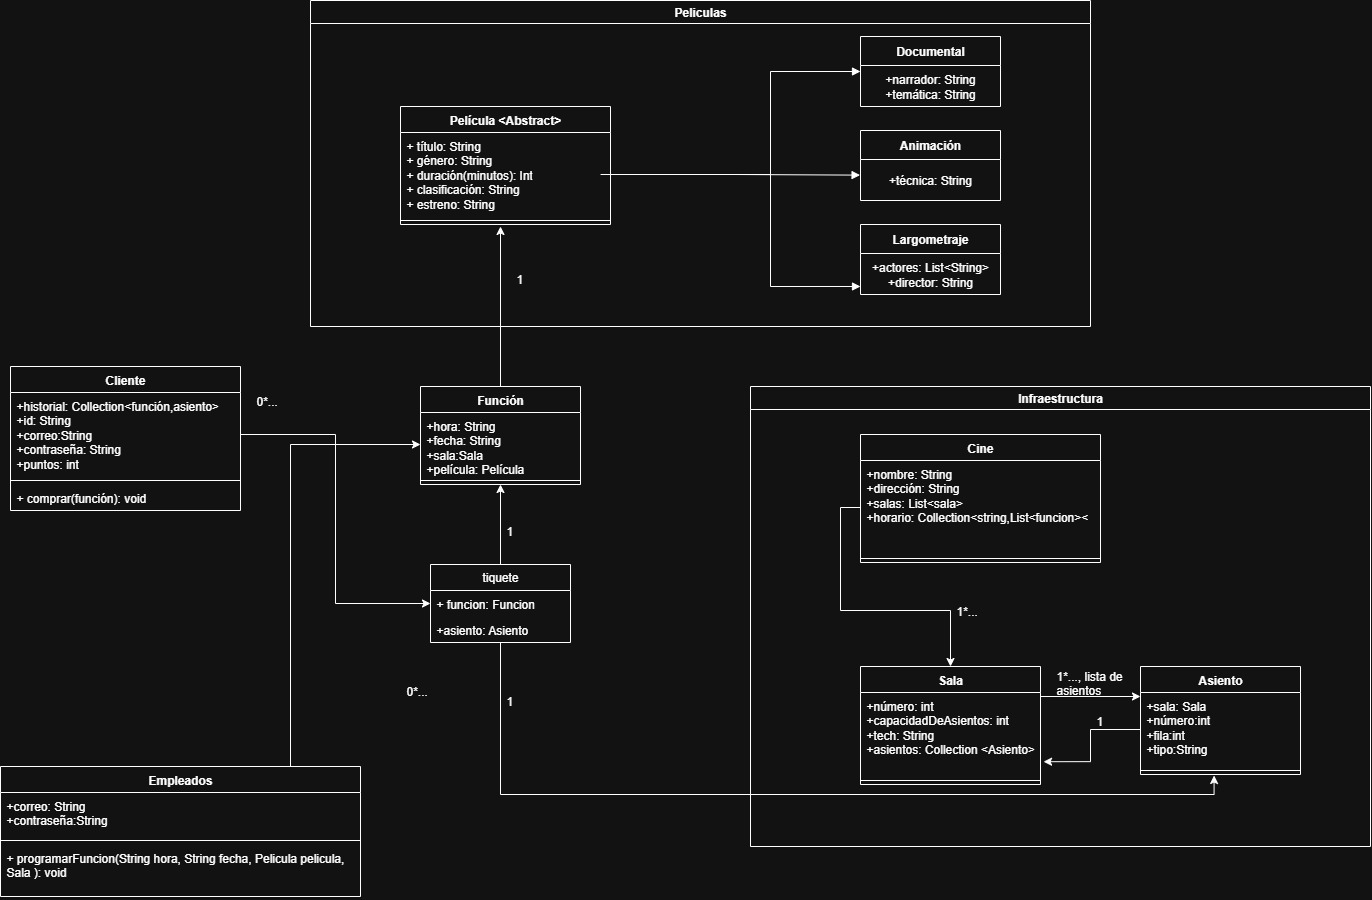 Peliculas
Documental
+narrador: String
+temática: String
Película <Abstract>
+ título: String
+ género: String
+ duración(minutos): Int
+ clasificación: String
+ estreno: String
Animación
+técnica: String
Largometraje
+actores: List<String>
+director: String
1
Cliente
+historial: Collection<función,asiento>
+id: String
+correo:String
+contraseña: String
+puntos: int
+ comprar(función): void
0*...
Función
+hora: String
+fecha: String
+sala:Sala
+película: Película
1
tiquete
+ funcion: Funcion
+asiento: Asiento
0*...
1
Infraestructura
Cine
+nombre: String
+dirección: String
+salas: List<sala>
+horario: Collection<string,List<funcion><
1*...
Sala
+número: int
+capacidadDeAsientos: int
+tech: String
+asientos: Collection <Asiento>
1*..., lista de
asientos
1
Asiento
+sala: Sala
+número:int
+fila:int
+tipo:String
Empleados
+correo: String
+contraseña:String
+ programarFuncion(String hora, String fecha, Pelicula pelicula,
Sala ): void